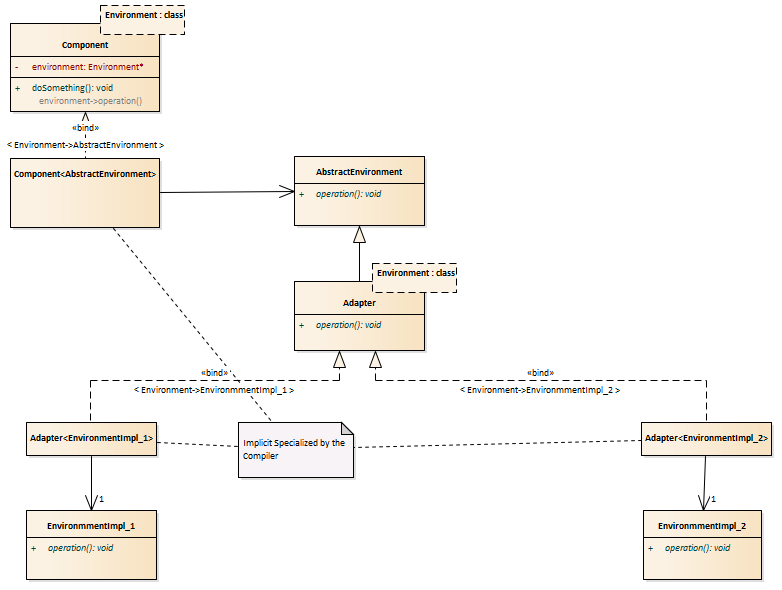 Environment : class
Component
- environment: Environment*
+ doSomething(): void
environment->operation()
«bind»
< Environment->AbstractEnvironment >
Component<AbstractEnvironment>
AbstractEnvironment
+ operation(): void
Environment : class
Adapter
+ operation(): void
«bind»
< Environment->EnvironmmentImpl_1 >
«bind»
< Environment->EnvironmmentImpl_2 >
Adapter<EnvironmentImpl_1>
Implicit Specialized by the
Compiler
Adapter<EnvironmentImpl_2>
1
1
EnvironmmentImpl_1
+ operation(): void
EnvironmmentImpl_2
+ operation(): void